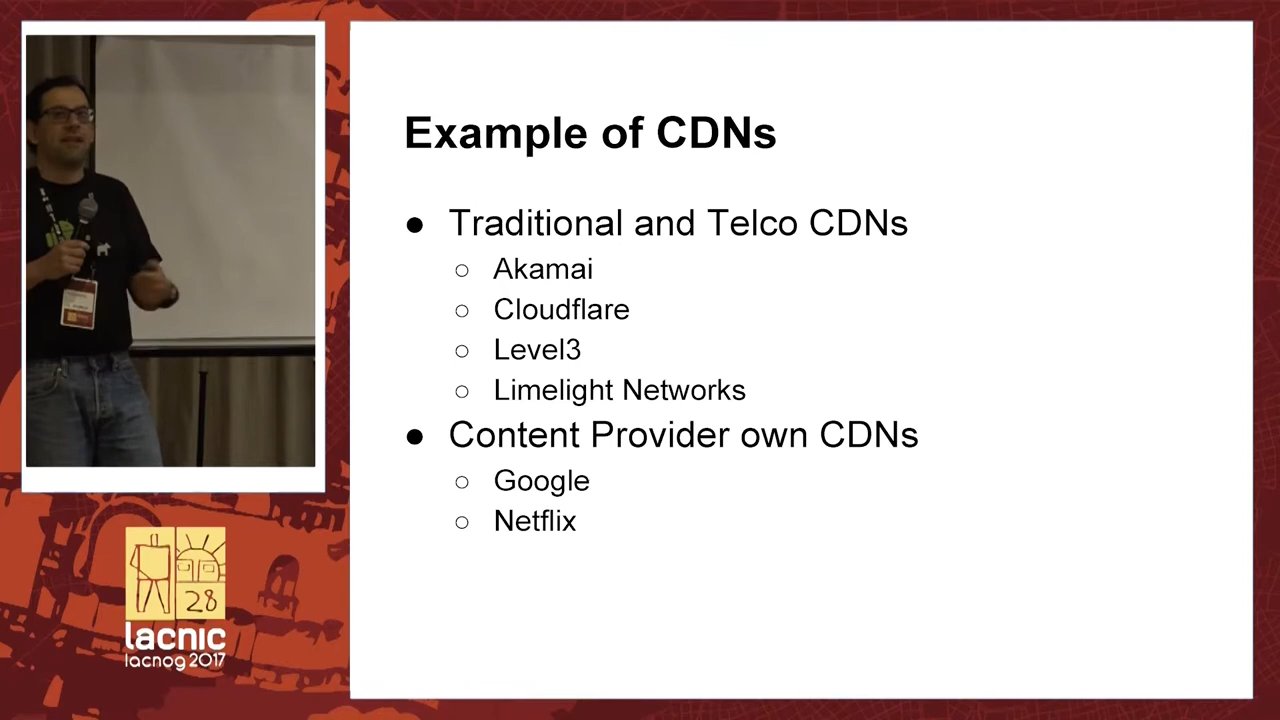 Example of CDNs
● Traditional and Telco CDNs
○ Akamai
○ Cloudflare
○ Level3
○ Limelight Networks
● Content Provider own CDNs
○ Google
○ Netflix
28
lacnic
lacnog 2017